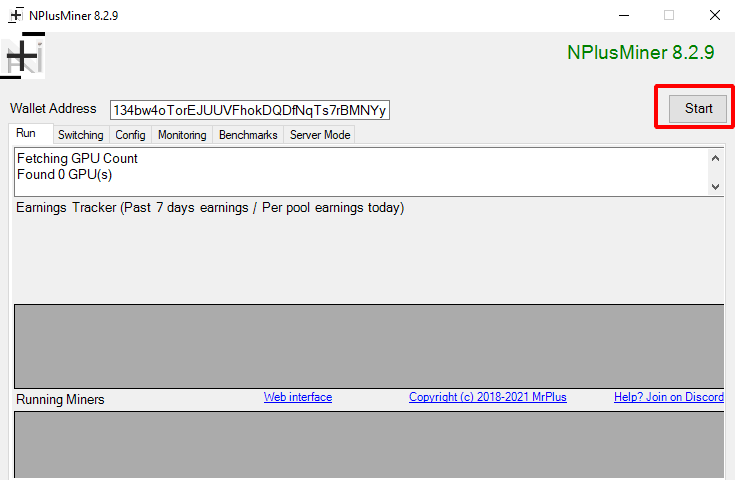 NPlusMiner 8.2.9
NPlusMiner 8.2.9
Wallet Address 134bw4oTorEJUUVFhokDQDfNqTs7rBMNYy
Start
Run Switching Config Monitoring Benchmarks Server Mode
Fetching GPU Count
Found 0 GPU(s)
Earnings Tracker (Past 7 days earnings / Per pool earnings today)
Running Miners Web interface Copyright (c) 2018-2021 MrPlus Help? Join on Discord